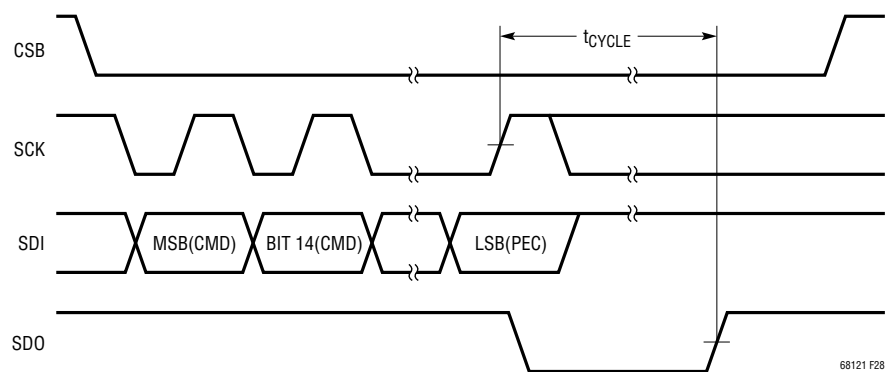 CSB
tCYCLE
SCK
SDI
MSB(CMD)
BIT 14(CMD)
LSB(PEC)
SDO
68121 F28